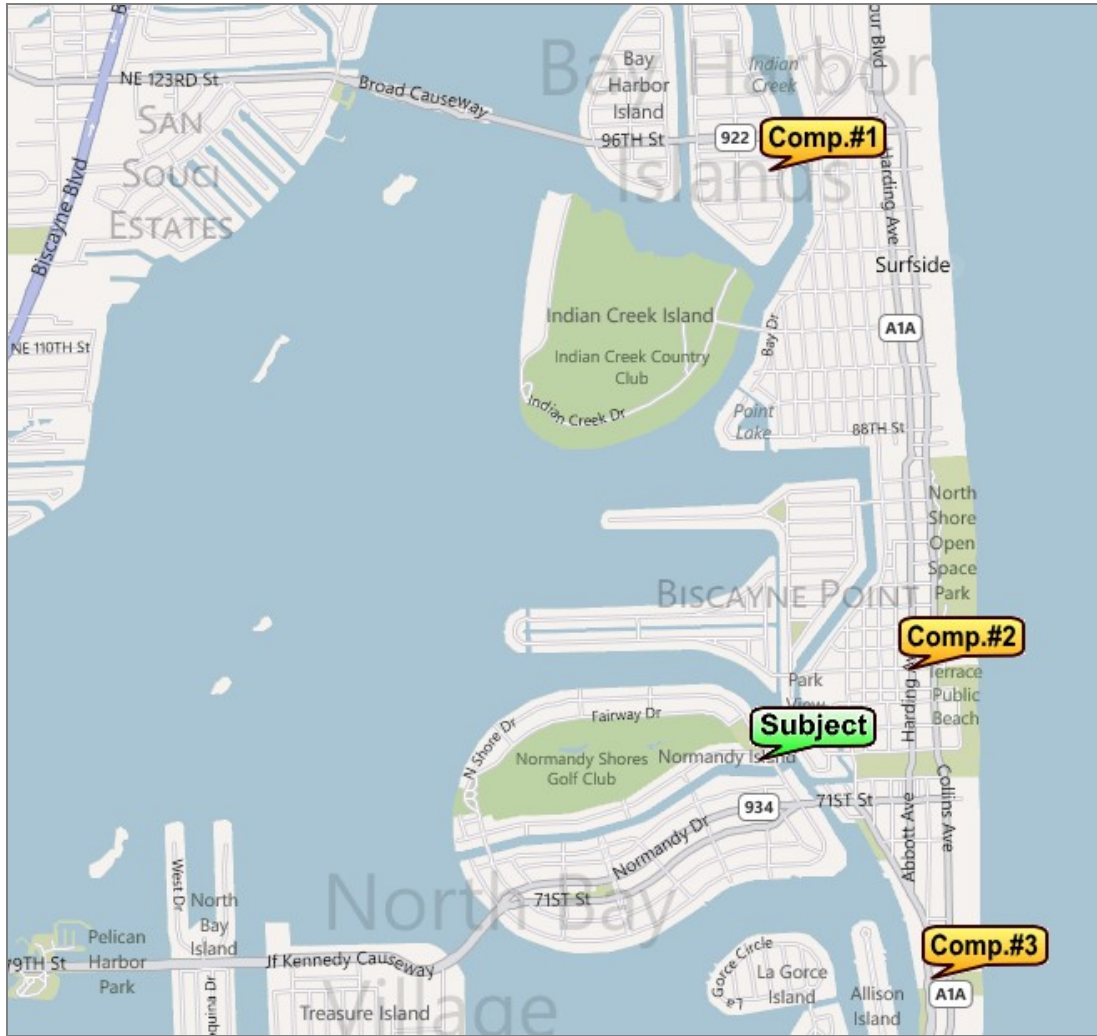 Bay Harbor
Islands
Bay
Harbor
Island
Indian
Creek
NE 123RD ST
Broad Causeway
SAN
SOUCI
ESTATES
96TH St
922
Comp.#1
Harding Ave
Biscayne Blvd
Surfside
Indian Creek Island
A1A
NE 110TH St
Bay Dr
Indian Creek Country
Club
Indian Creek Dr
Point
Lake
88TH St
North
Shore
Open
Space
Park
BISCAYNE POINT
Comp.#2
Park
View
Terrace
Public
Beach
Harding
Fairway Dr
Subject
N Shore Dr
Normandy Shores
Golf Club
Normandy Island
934
71ST St
Collins Ave
Abbott Ave
Normandy Dr
West Dr
North Bay
Village
71ST St
North
Bay
Island
Pelican
Harbor
Park
79TH St
Jf Kennedy Causeway
Treasure Island
La Gorce Circle
La Gorce
Island
Allison
Island
Comp.#3
A1A